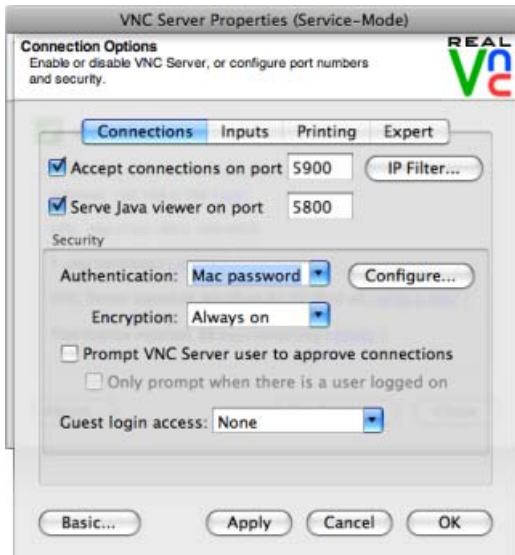 VNC Server Properties (Service-Mode)
Connection Options
Enable or disable VNC Server, or configure port numbers
and security.
REAL
VNC
Connections Inputs Printing Expert
Accept connections on port 5900 IP Filter...
Serve Java viewer on port 5800
Security
Authentication: Mac password Configure...
Encryption: Always on
Prompt VNC Server user to approve connections
Only prompt when there is a user logged on
Guest login access: None
Basic... Apply Cancel OK